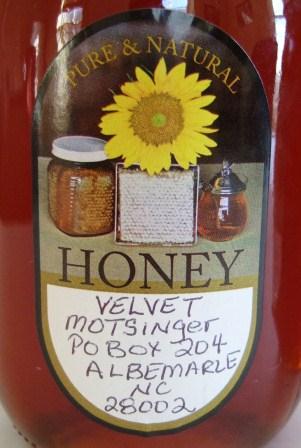 PURE & NATURAL
HONEY
VELVET
MOTSINGER
PO BOX 204
ALBEMARLE
NC
28002